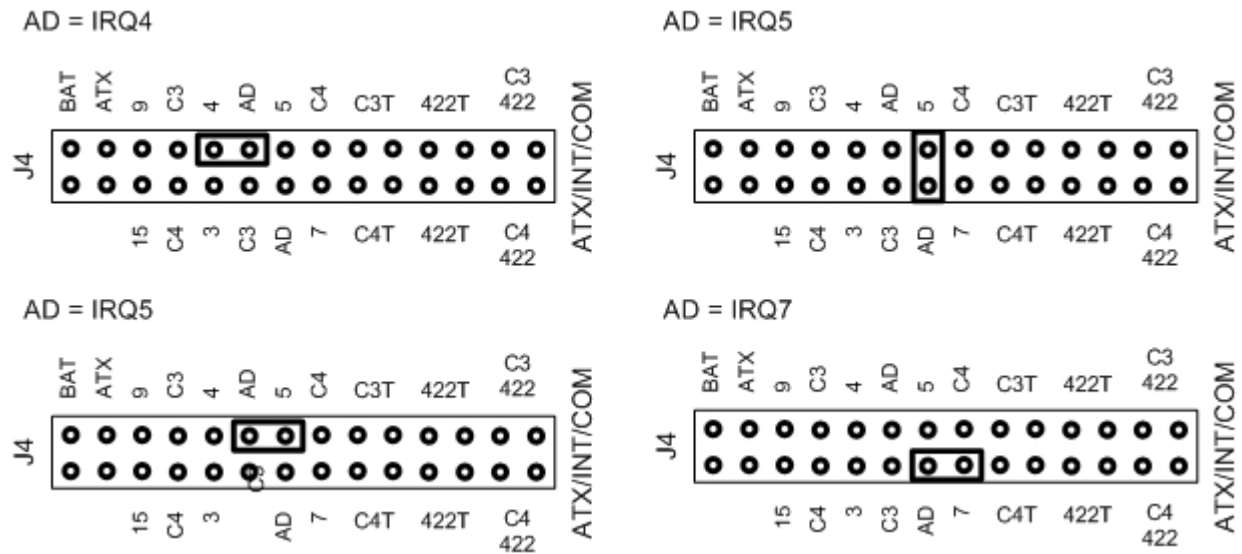 AD = IRQ4
BAT ATX 9 C3 4 AD 5 C4 C3T 422T C3 422
J4
15 C4 3 C3 AD 7 C4T 422T C4 422
ATX/INT/COM
AD = IRQ5
BAT ATX 9 C3 4 AD 5 C4 C3T 422T C3 422
J4
15 C4 3 C3 AD 7 C4T 422T C4 422
ATX/INT/COM
AD = IRQ5
BAT ATX 9 C3 4 AD 5 C4 C3T 422T C3 422
J4
C3
15 C4 3 AD 7 C4T 422T C4 422
ATX/INT/COM
AD = IRQ7
BAT ATX 9 C3 4 AD 5 C4 C3T 422T C3 422
J4
15 C4 3 C3 AD 7 C4T 422T C4 422
ATX/INT/COM